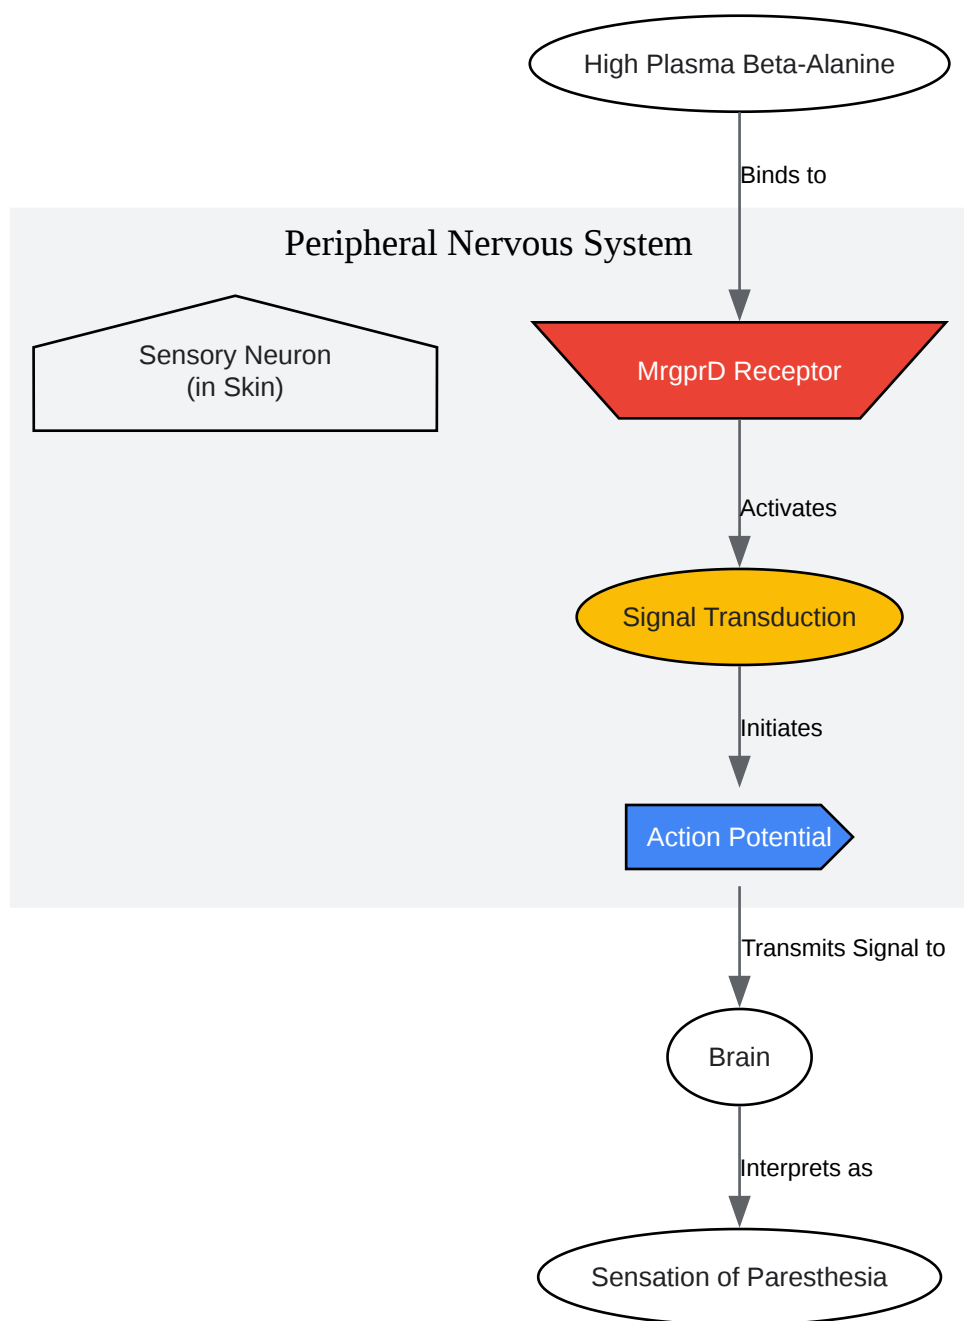 High Plasma Beta-Alanine
Binds to
Peripheral Nervous System
Sensory Neuron
(in Skin)
MrgprD Receptor
Activates
Signal Transduction
Initiates
Action Potential
Transmits Signal to
Brain
Interprets as
Sensation of Paresthesia